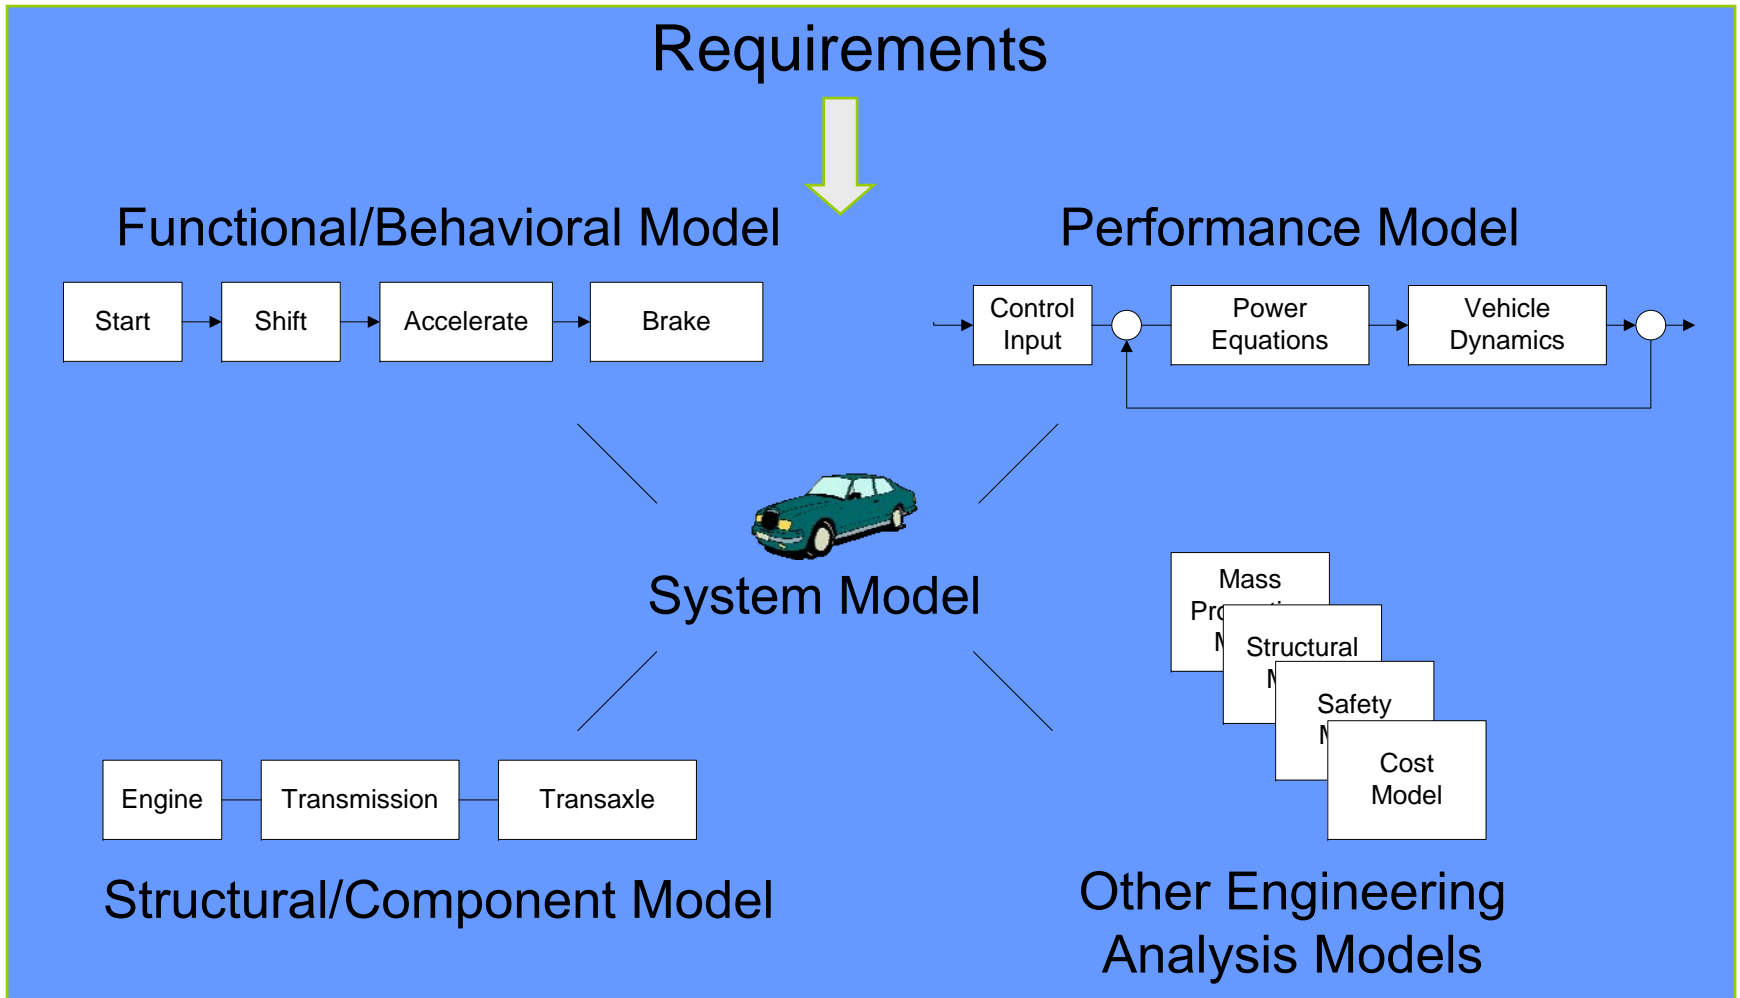 Requirements
Functional/Behavioral Model
Performance Model
Start
Shift
Accelerate
Brake
Control
Input
Power
Equations
Vehicle
Dynamics
System Model
Mass
Structural
Safety
Cost
Model
Engine
Transmission
Transaxle
Structural/Component Model
Other Engineering
Analysis Models